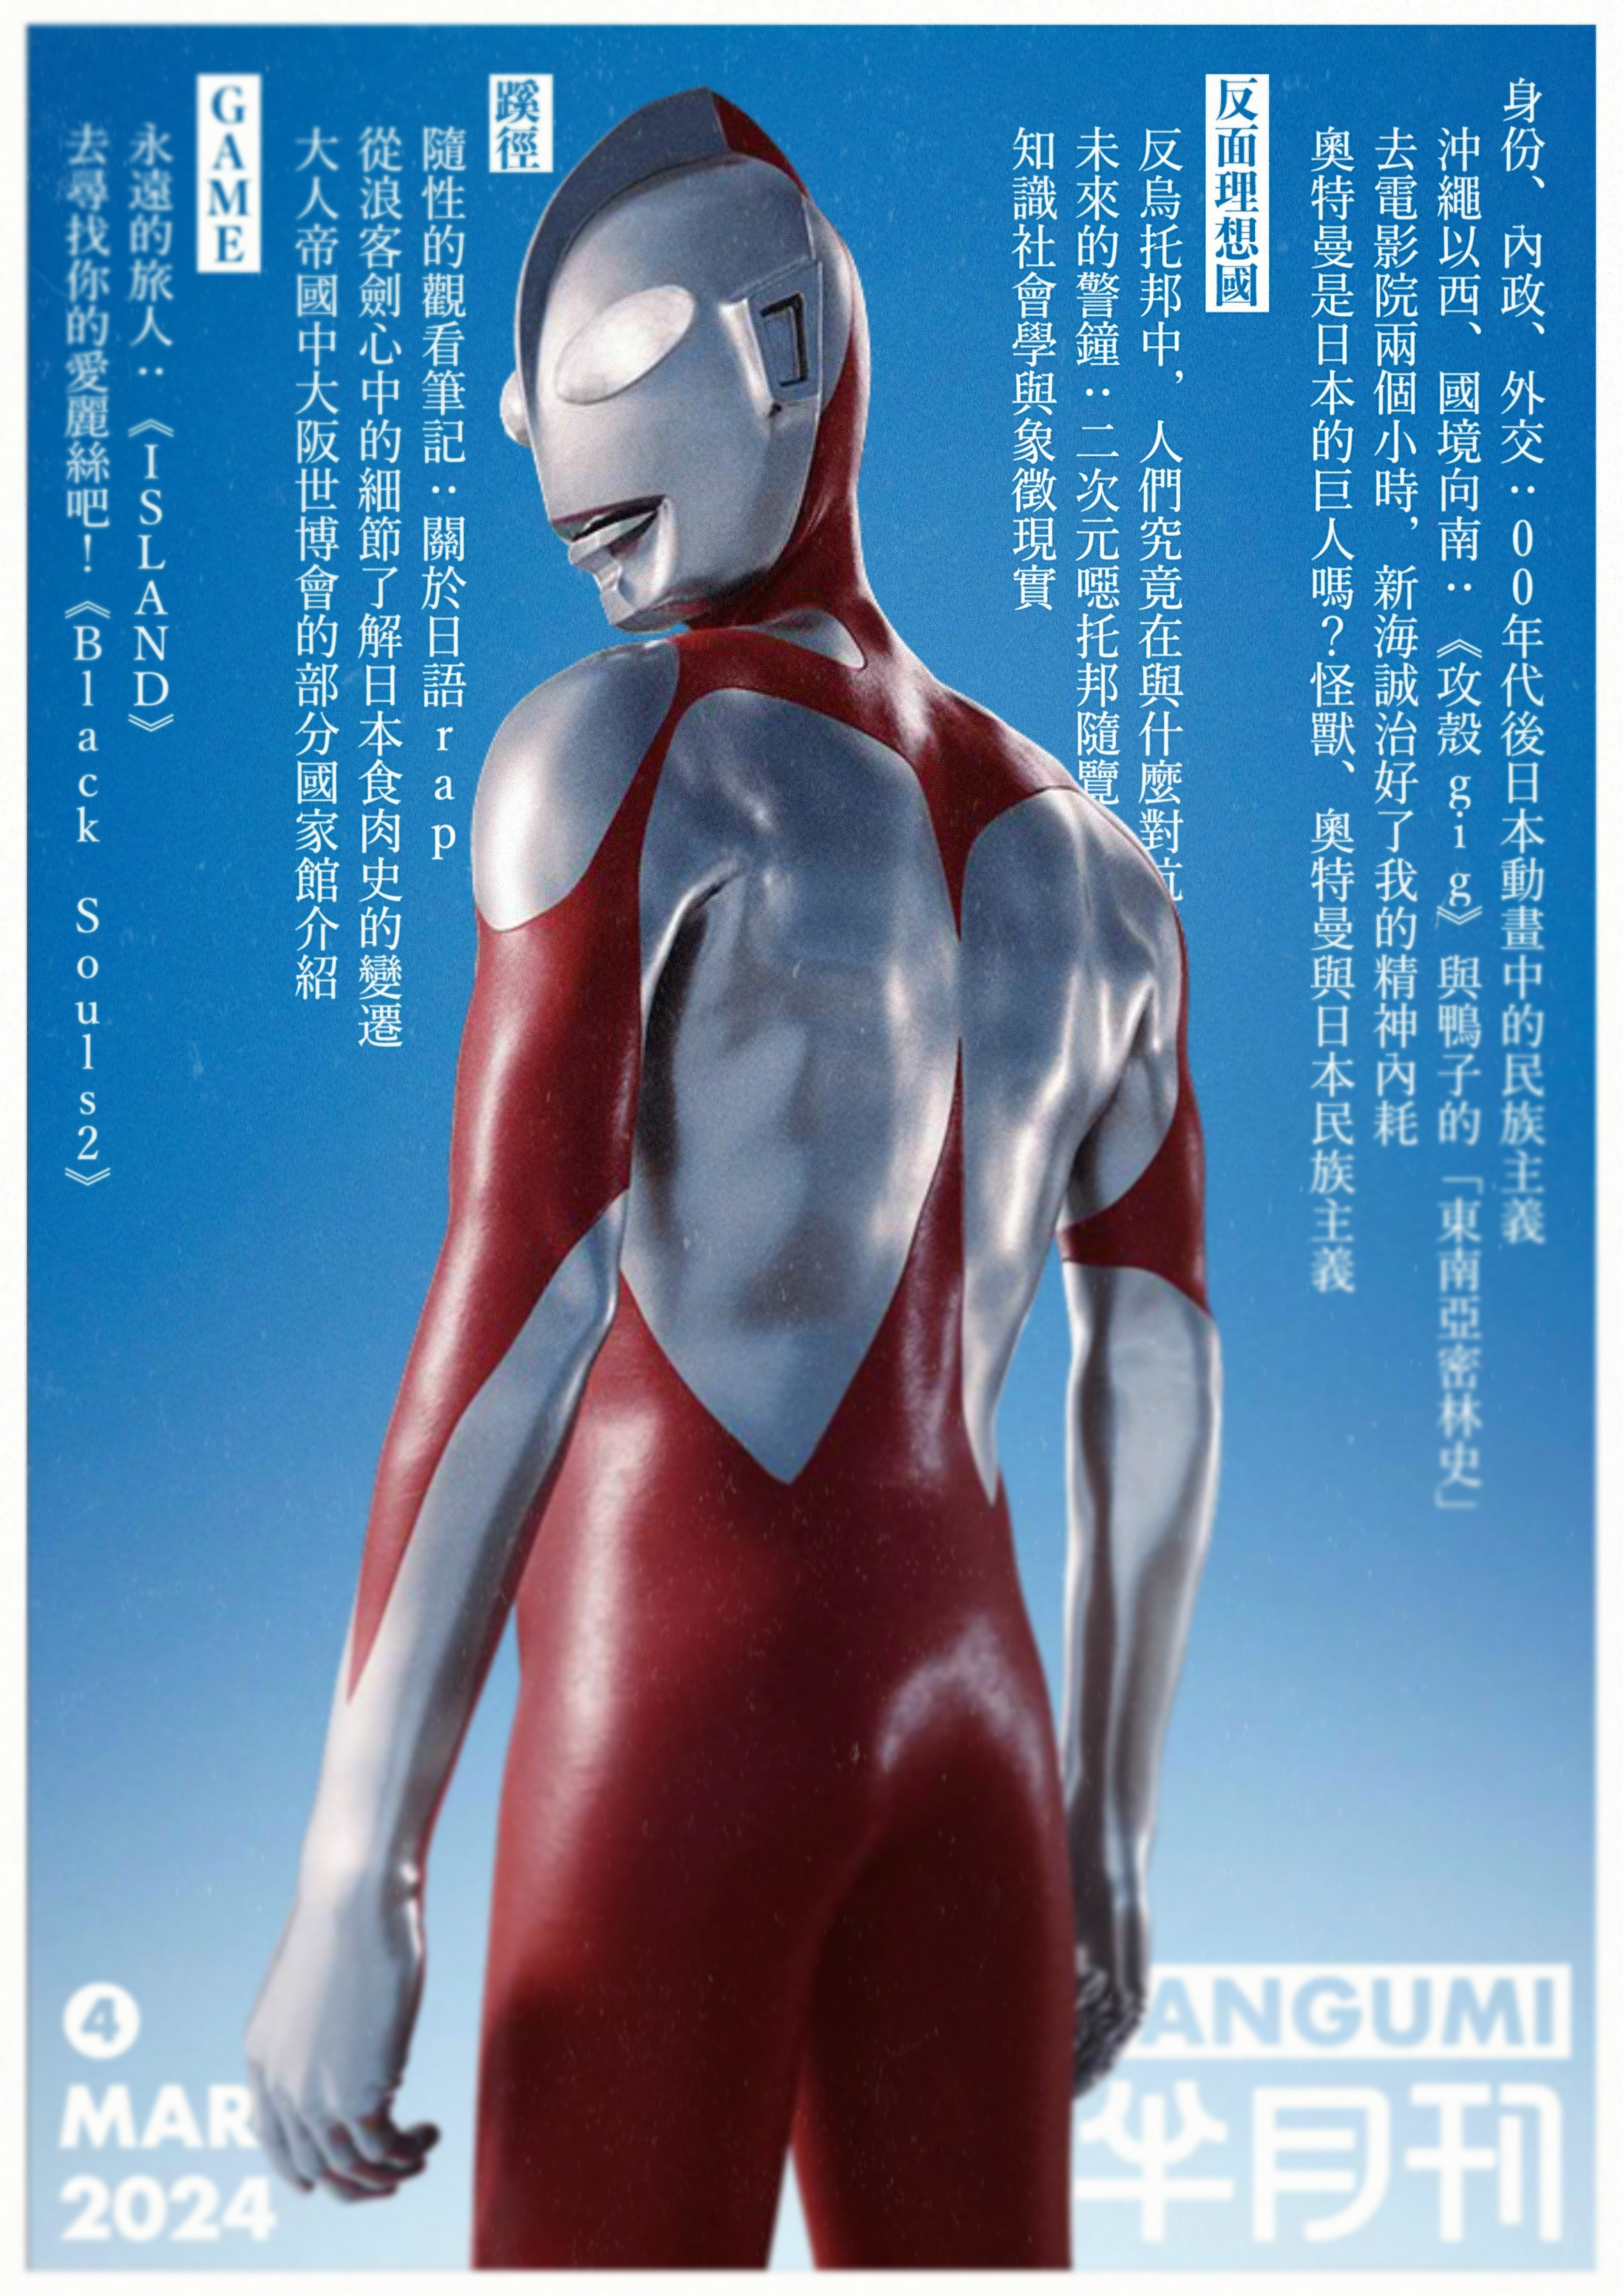 身份、內政、外交：00年代後日本動畫中的民族主義
沖繩以西、國境向南：《攻殼gig》與鴨子的「東南亞密林史」
去電影院兩個小時，新海誠治好了我的精神內耗
奧特曼是日本的巨人嗎？怪獸、奧特曼與日本民族主義
反面理想國
反烏托邦中，人們究竟在與什麼對抗
未來的警鐘：二次元噁托邦隨覽
知識社會學與象徵現實
蹊徑
隨性的觀看筆記：關於日語rap
從浪客劍心中的細節了解日本食肉史的變遷
大人帝國中大阪世博會的部分國家館介紹
GAME
永遠的旅人：《ISLAND》
去尋找你的愛麗絲吧！《Black Souls2》
4
MAR
2024
ANGUMI
半月刊